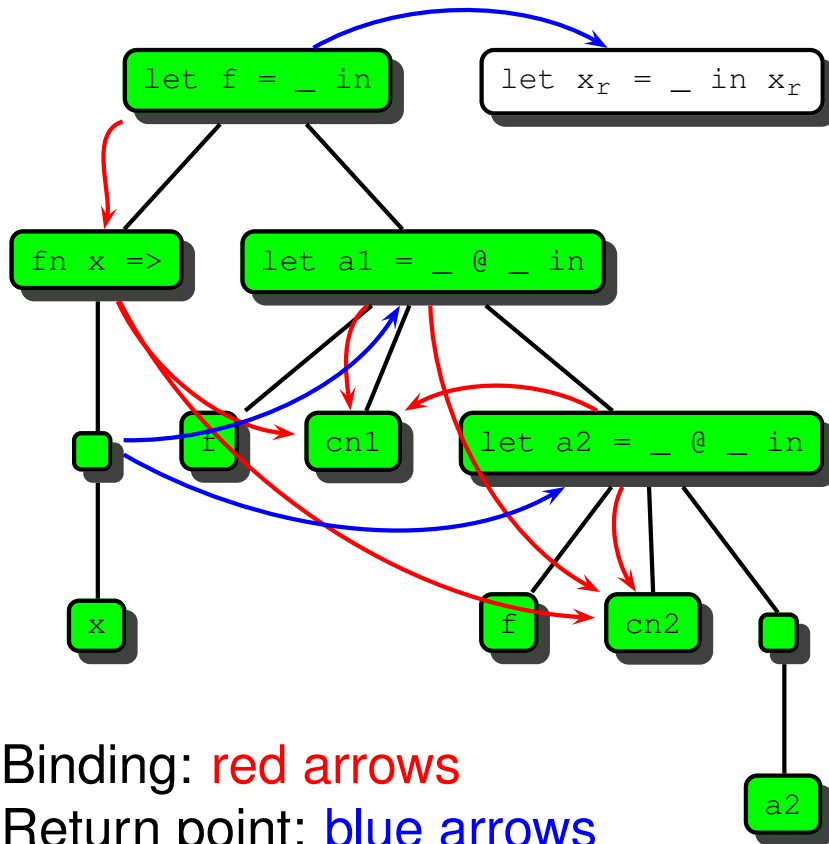 let f = _ in
let xr = _ in xr
fn x =>
let a1 = _ @ _ in
f
cn1
let a2 = _ @ _ in
x
f
cn2
a2
Binding: red arrows
Return point: blue arrows